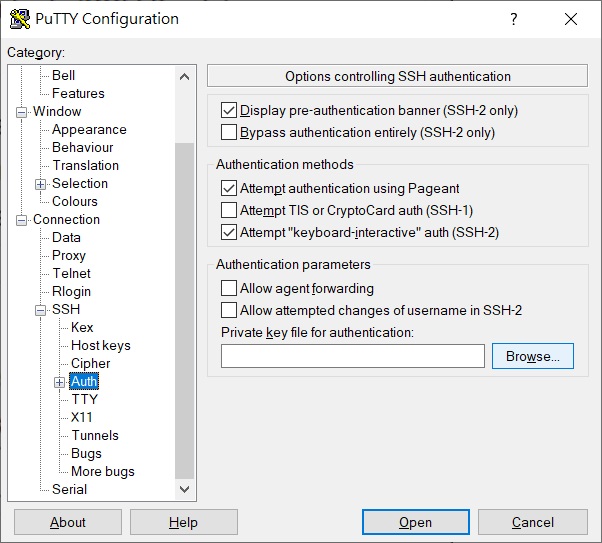 PuTTY Configuration
Category:
Bell
Features
Window
Appearance
Behaviour
Translation
Selection
Colours
Connection
Data
Proxy
Telnet
Rlogin
SSH
Kex
Host keys
Cipher
Auth
TTY
X11
Tunnels
Bugs
More bugs
Serial
Options controlling SSH authentication
Display pre-authentication banner (SSH-2 only)
Bypass authentication entirely (SSH-2 only)
Authentication methods
Attempt authentication using Pageant
Attempt TIS or CryptoCard auth (SSH-1)
Attempt "keyboard-interactive" auth (SSH-2)
Authentication parameters
Allow agent forwarding
Allow attempted changes of username in SSH-2
Private key file for authentication:
Browse...
About
Help
Open
Cancel